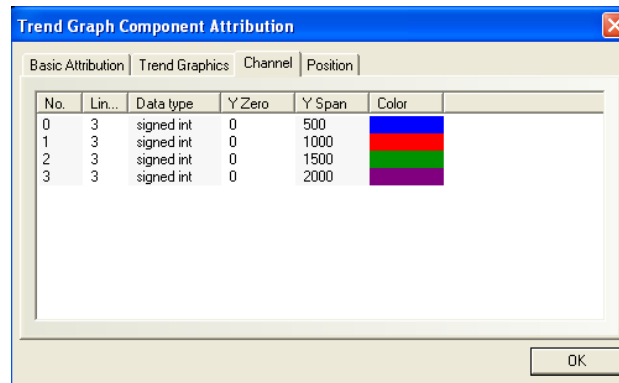 Trend Graph Component Attribution
Basic Attribution Trend Graphics Channel Position
No. Lin... Data type Y Zero Y Span Color
0 3 signed int 0 500
1 3 signed int 0 1000
2 3 signed int 0 1500
3 3 signed int 0 2000
OK